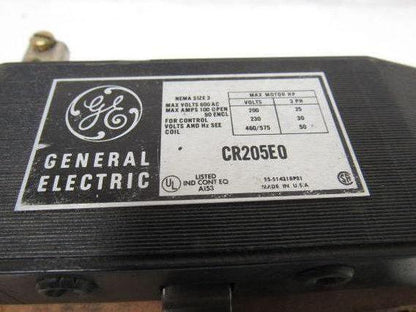 GE
GENERAL
ELECTRIC
NEMA SIZE 3
MAX VOLTS 600 AC
MAX AMPS 100 OPEN
90 ENCL
FOR CONTROL
VOLTS AND Hz SEE
COIL
MAX MOTOR HP
VOLTS 3 PH
200 25
230 30
460/575 50
CR205E0
UL
LISTED
IND CONT EQ
A153
MADE IN U.S.A.